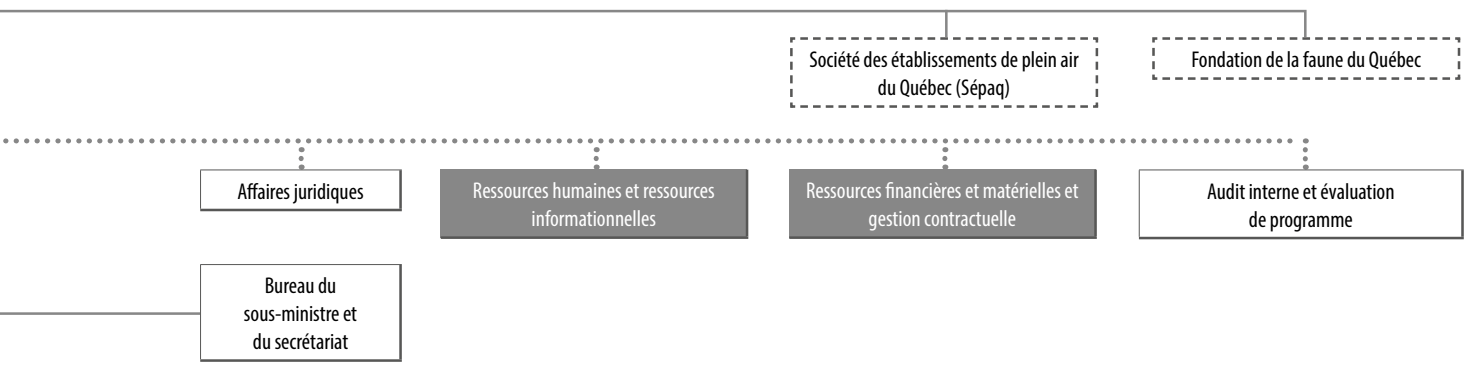 Société des établissements de plein air
du Québec (Sépaq)
Fondation de la faune du Québec
Affaires juridiques
Ressources humaines et ressources
informationnelles
Ressources financières et matérielles et
gestion contractuelle
Audit interne et évaluation
de programme
Bureau du
sous-ministre et
du secrétariat